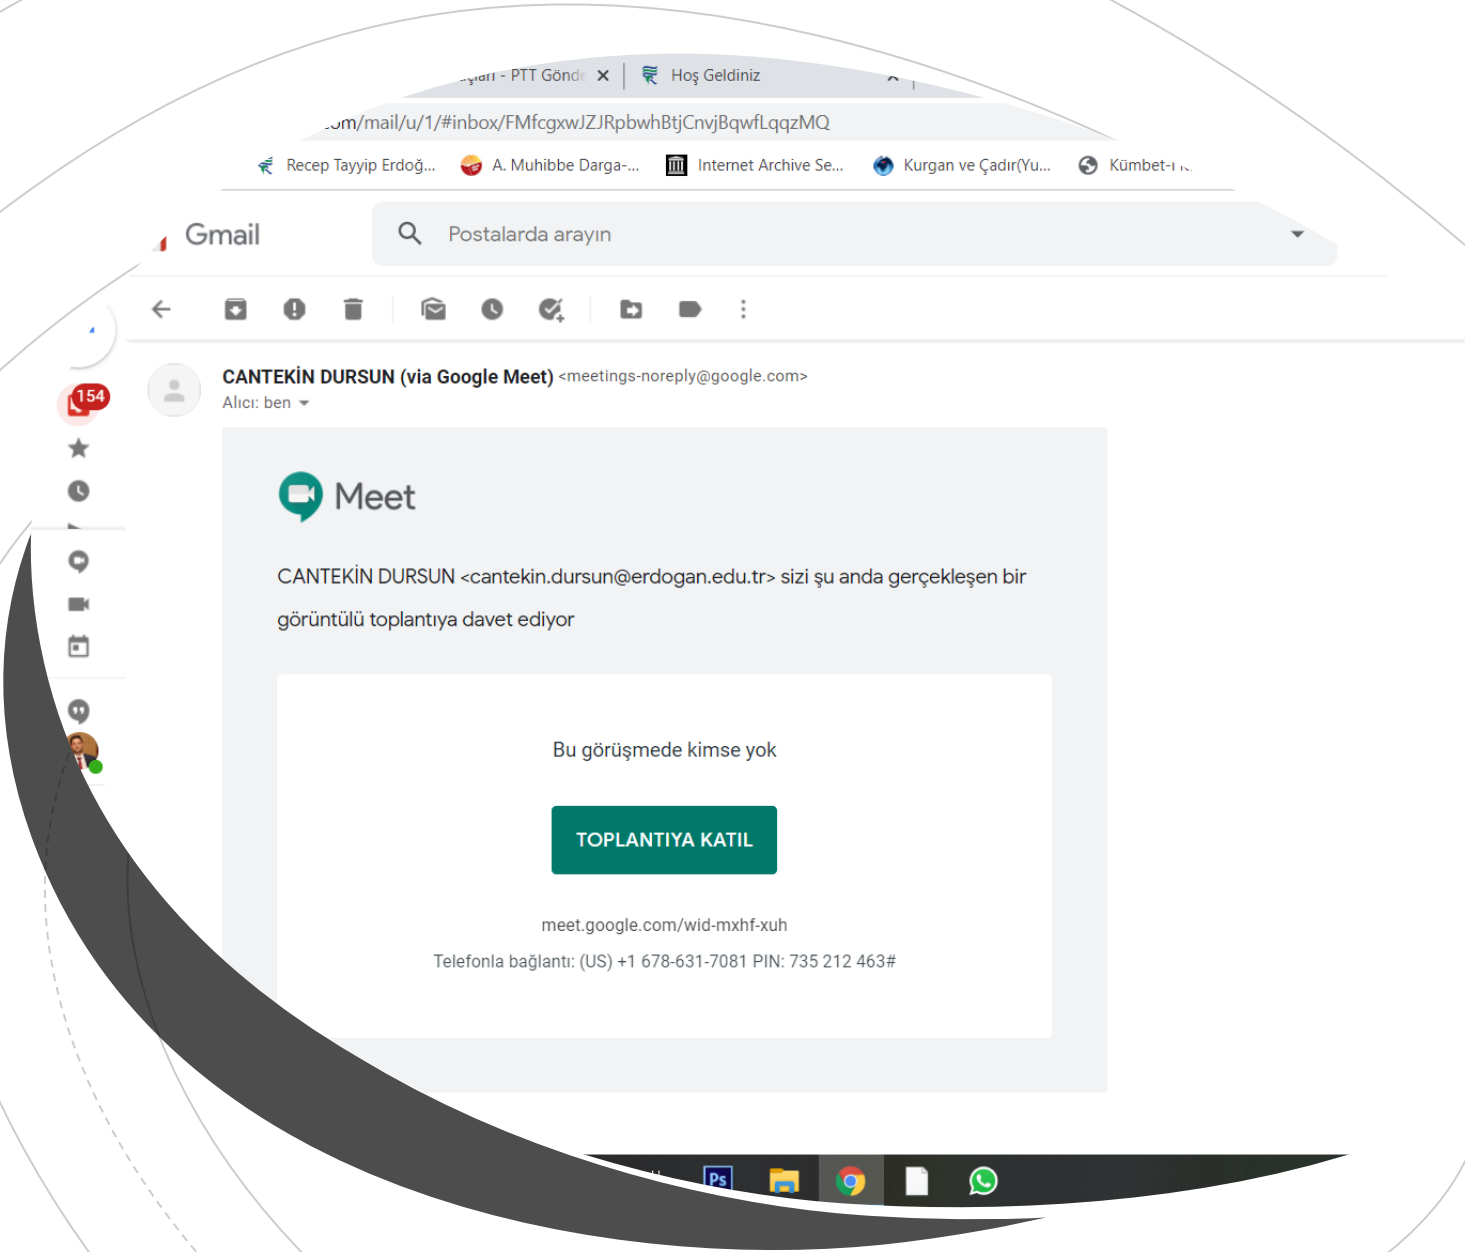 - PTT Gönde
Hoş Geldiniz
/mail/u/1/#inbox/FMfcgxwJZJRpbwhBtjCnvjBqwfLqqzMQ
Recep Tayyip Erdoğ... A. Muhibbe Darga-... Internet Archive Se... Kurgan ve Çadır(Yu... Kümbet-
Gmail
Postalarda arayın
154
CANTEKİN DURSUN (via Google Meet) <meetings-noreply@google.com>
Alıcı: ben
Meet
CANTEKİN DURSUN <cantekin.dursun@erdogan.edu.tr> sizi şu anda gerçekleşen bir
görüntülü toplantıya davet ediyor
Bu görüşmede kimse yok
TOPLANTIYA KATIL
meet.google.com/wid-mxhf-xuh
Telefonla bağlantı: (US) +1 678-631-7081 PIN: 735 212 463#
Ps